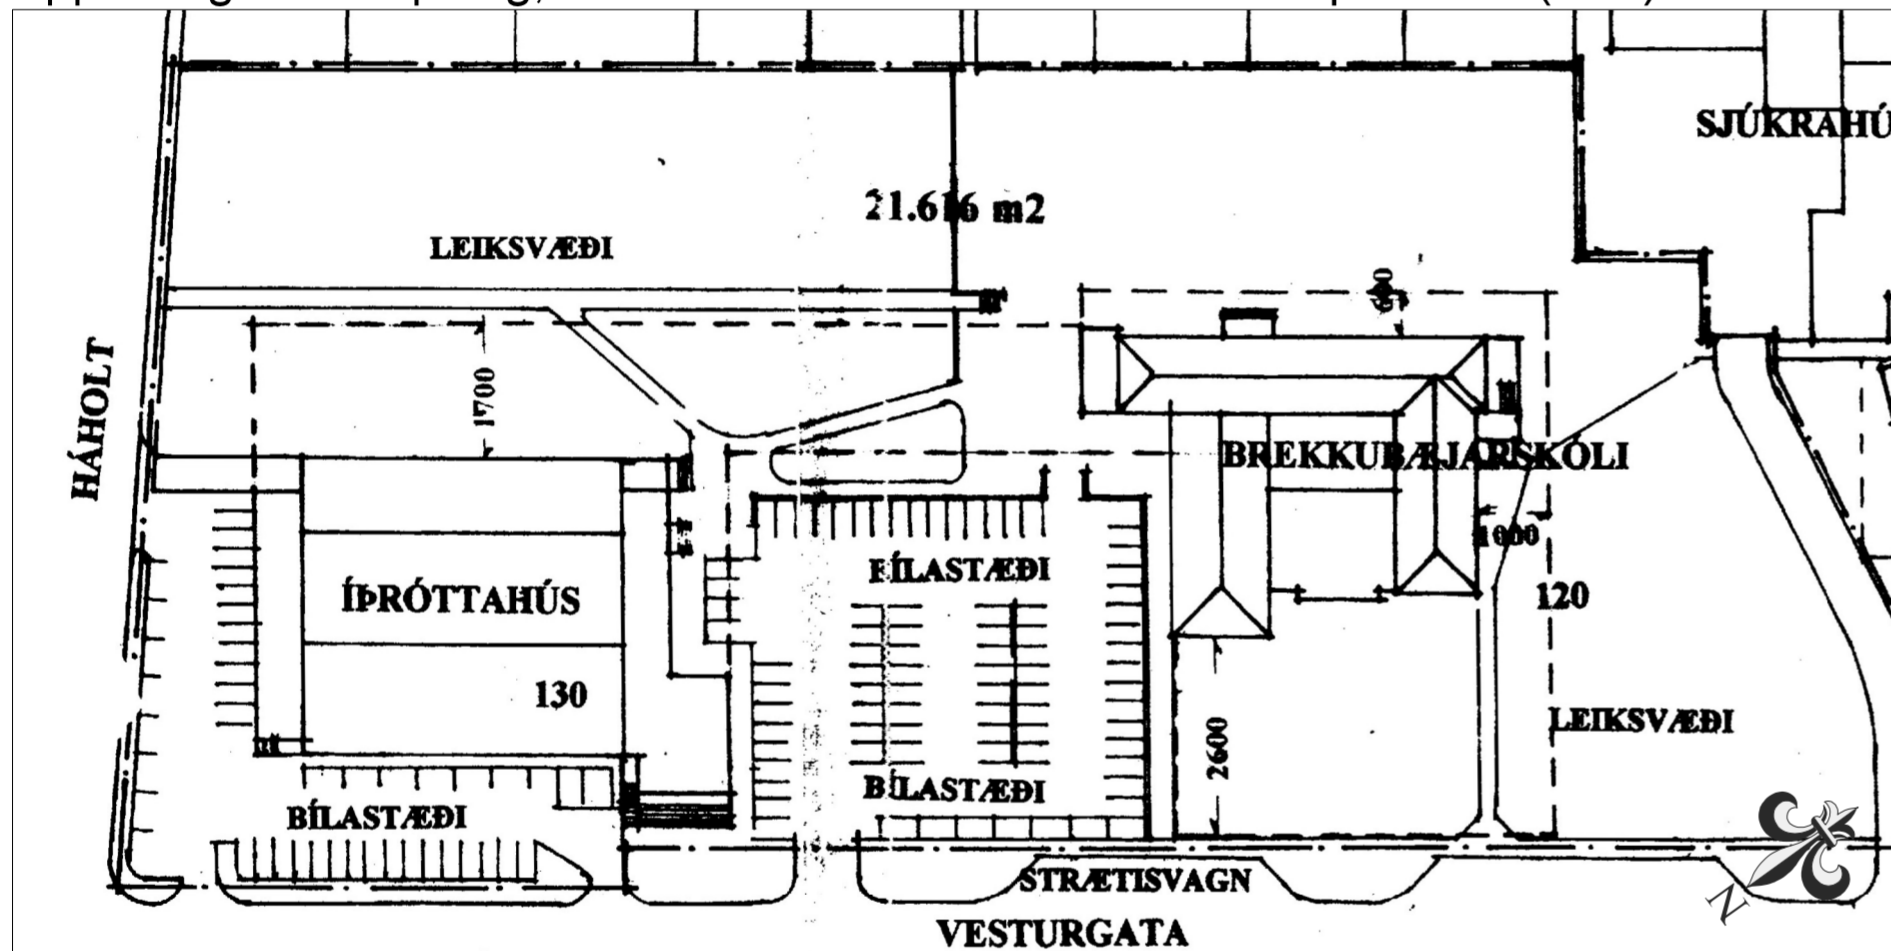 SJÚKRAHÚ
21.616 m2
LEIKSVÆÐI
600
HÁHOLT
1700
BREKKUBÆJARSKÓLI
1000
BÍLASTÆÐI
ÍÞRÓTTAHÚS
120
130
LEIKSVÆÐI
2600
BÍLASTÆÐI
BÍLASTÆÐI
STRÆTISVAGN
N
VESTURGATA